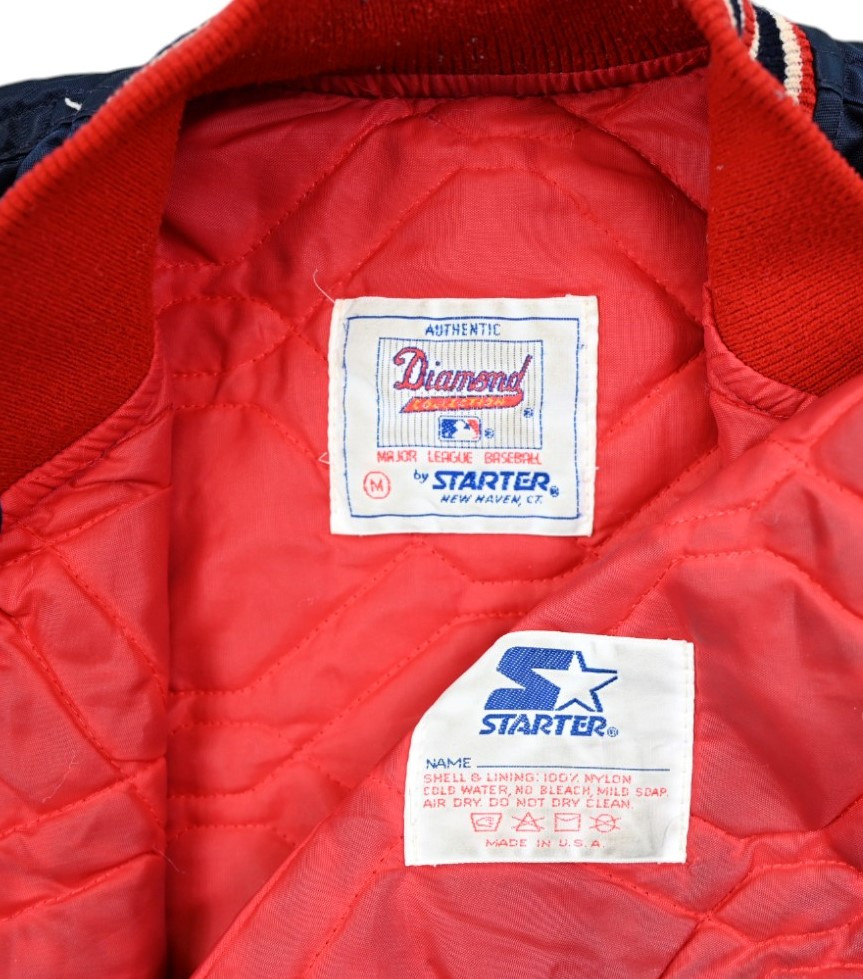 AUTHENTIC
Diamond
COLLECTION ®
®
MAJOR LEAGUE BASEBALL
M
by STARTER®
NEW HAVEN, CT.
STARTER®
NAME
SHELL & LINING: 100% NYLON
COLD WATER, NO BLEACH, MILD SOAP.
AIR DRY. DO NOT DRY CLEAN.
MADE IN U.S.A.